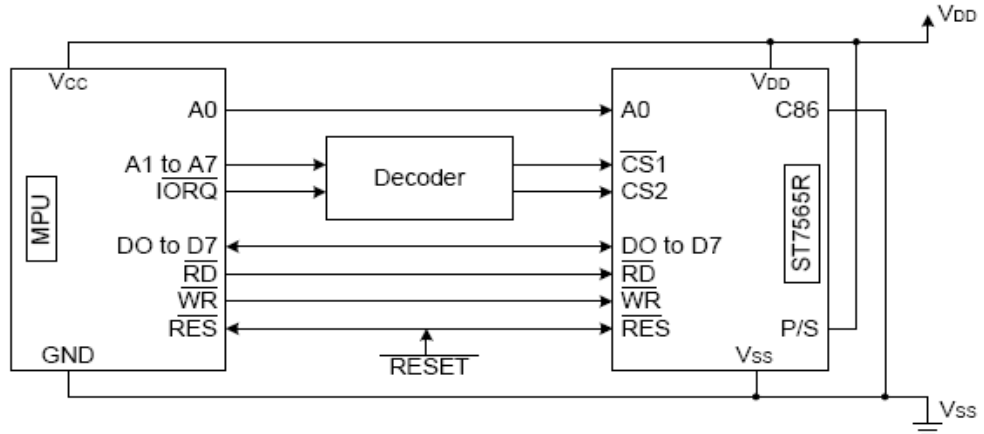 VDD
Vcc
VDD
A0
A0
C86
A1 to A7
CS1
IORQ
Decoder
CS2
MPU
ST7565R
DO to D7
DO to D7
RD
RD
WR
WR
RES
RES
P/S
GND
RESET
Vss
Vss